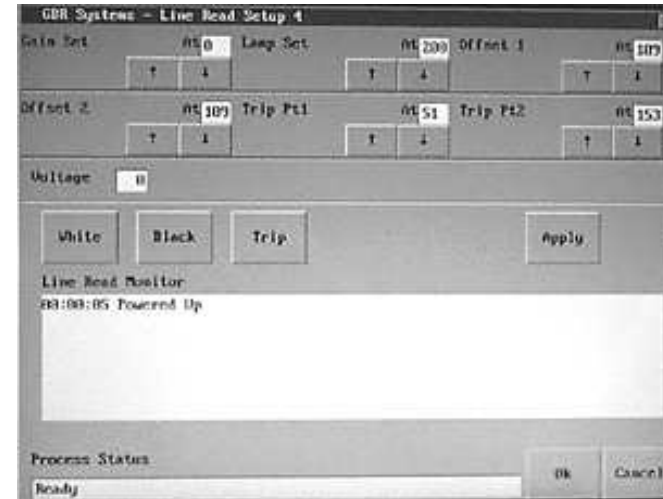 GBR Systems - Line Read Setup 4
Gain Set At 0 Lamp Set At 200 Offset 1 At 109
↑ ↓ ↑ ↓ ↑ ↓
Offset 2 At 109 Trip Pt1 At 51 Trip Pt2 At 153
↑ ↓ ↑ ↓ ↑ ↓
Voltage 0
White Black Trip Apply
Line Read Monitor
00:00:05 Powered Up
Process Status
Ready
Ok Cancel